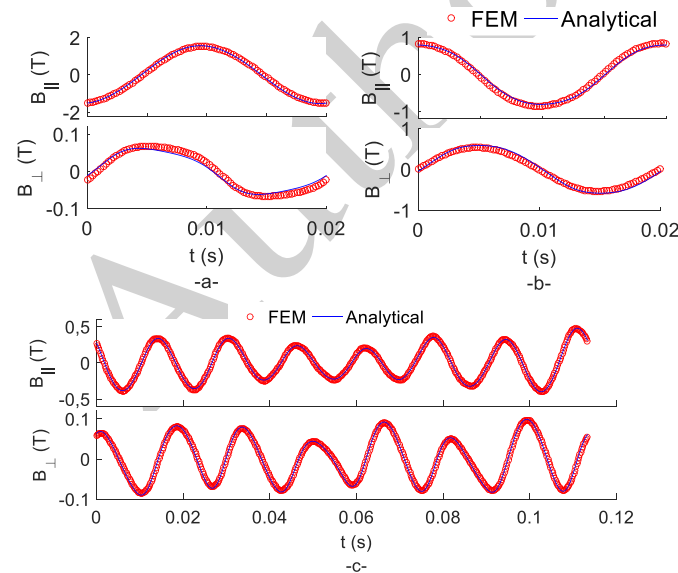 FEM Analytical
B∥ (T)
2
0
-2
B⊥ (T)
0.1
0
-0.1
0 0.01 0.02
t (s)
-a-
B∥ (T)
1
0
-1
B⊥ (T)
1
0
-1
0 0.01 0.02
t (s)
-b-
FEM Analytical
B∥ (T)
0.5
0
-0.5
B⊥ (T)
0.1
0
-0.1
0 0.02 0.04 0.06 0.08 0.1 0.12
t (s)
-c-